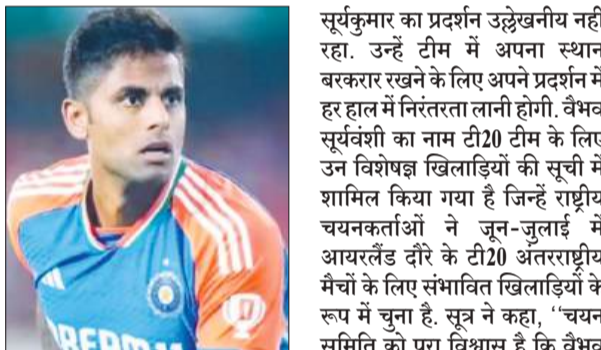 सूर्यकुमार का प्रदर्शन उल्लेखनीय नहीं
रहा. उन्हें टीम में अपना स्थान
बरकरार रखने के लिए अपने प्रदर्शन में
हर हाल में निरंतरता लानी होगी. वैभव
सूर्यवंशी का नाम टी20 टीम के लिए
उन विशेषज्ञ खिलाड़ियों की सूची में
शामिल किया गया है जिन्हें राष्ट्रीय
चयनकर्ताओं ने जून-जुलाई में
आयरलैंड दौरे के टी20 अंतरराष्ट्रीय
मैचों के लिए संभावित खिलाड़ियों के
रूप में चुना है. सूत्र ने कहा, ‘‘चयन
समिति को पूरा विश्वास है कि वैभव
DREAM11